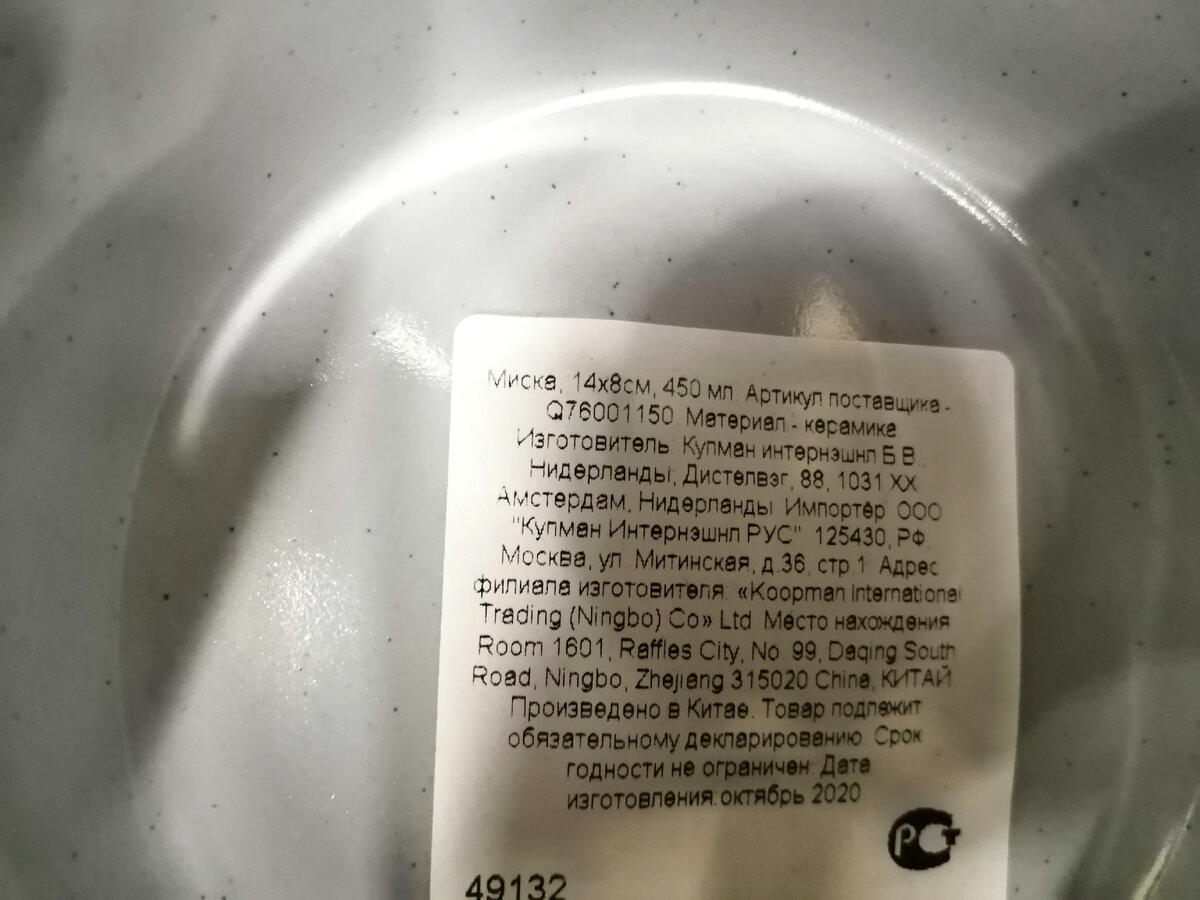 Миска, 14х8см, 450 мл. Артикул поставщика -
Q76001150. Материал - керамика
Изготовитель: Купман интернэшнл Б.В.,
Нидерланды, Дистелвэг, 88, 1031 ХХ
Амстердам, Нидерланды. Импортёр: ООО
"Купман Интернэшнл РУС". 125430, РФ,
Москва, ул. Митинская, д.36, стр.1. Адрес
филиала изготовителя: «Koopman International
Trading (Ningbo) Co» Ltd. Место нахождения:
Room 1601, Raffles City, No. 99, Daqing South
Road, Ningbo, Zhejiang 315020 China, КИТАЙ
Произведено в Китае. Товар подлежит
обязательному декларированию. Срок
годности не ограничен. Дата
изготовления:октябрь 2020
РСТ
49132